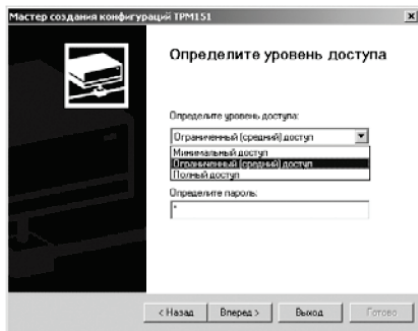 Мастер создания конфигураций ТРМ151
Определите уровень доступа
Определите уровень доступа:
Ограниченный (средний) доступ
Минимальный доступ
Ограниченный (средний) доступ
Полный доступ
Определите пароль:
*
< Назад
Вперед >
Выход
Готово